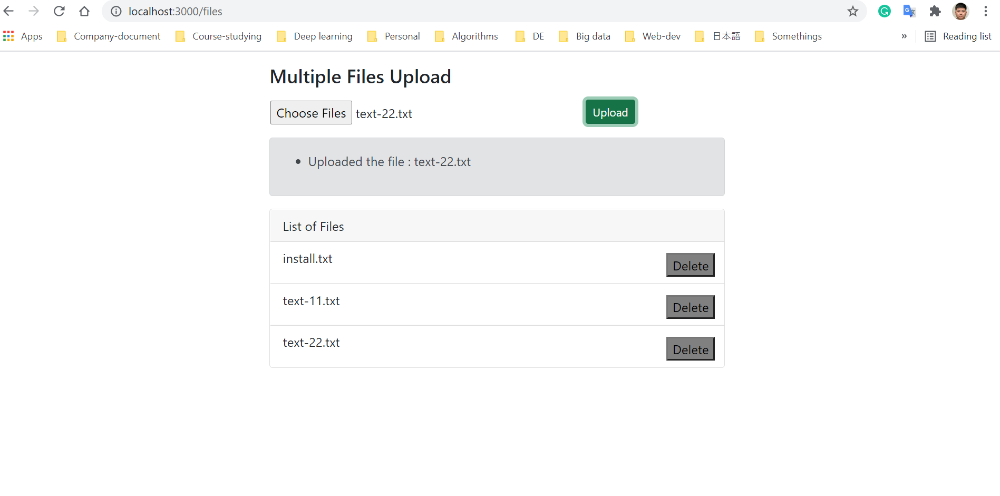 localhost:3000/files
Apps Company-document Course-studying Deep learning Personal Algorithms DE Big data Web-dev 日本語 Somethings » Reading list
Multiple Files Upload
Choose Files text-22.txt Upload
• Uploaded the file : text-22.txt
List of Files
install.txt Delete
text-11.txt Delete
text-22.txt Delete